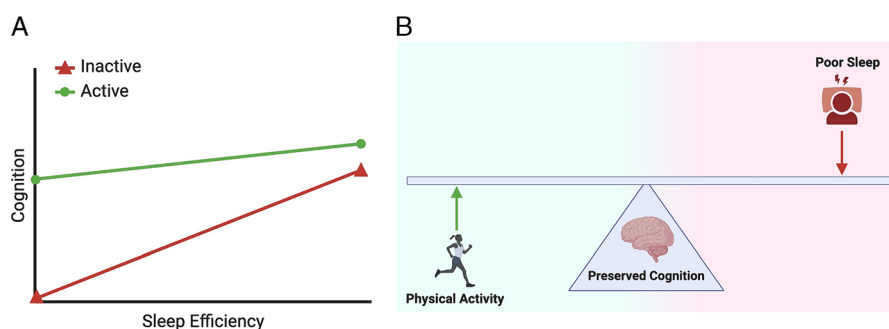 A
Inactive
Active
Cognition
Sleep Efficiency
B
Poor Sleep
Physical Activity
Preserved Cognition